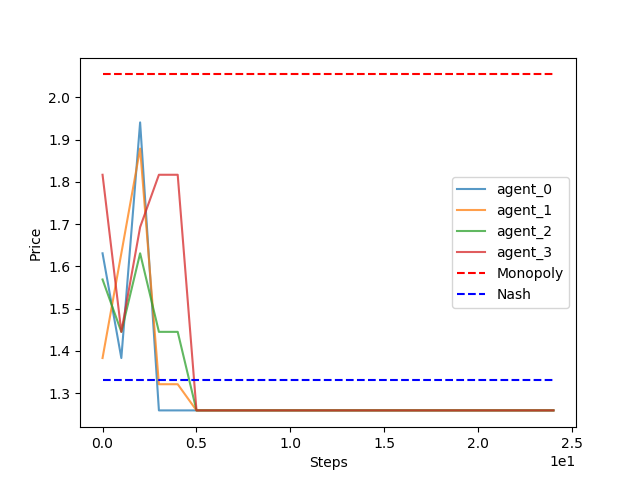 2.0
1.9
1.8
1.7
1.6
1.5
1.4
1.3
Price
agent_0
agent_1
agent_2
agent_3
Monopoly
Nash
0.0 0.5 1.0 1.5 2.0 2.5
Steps
1e1